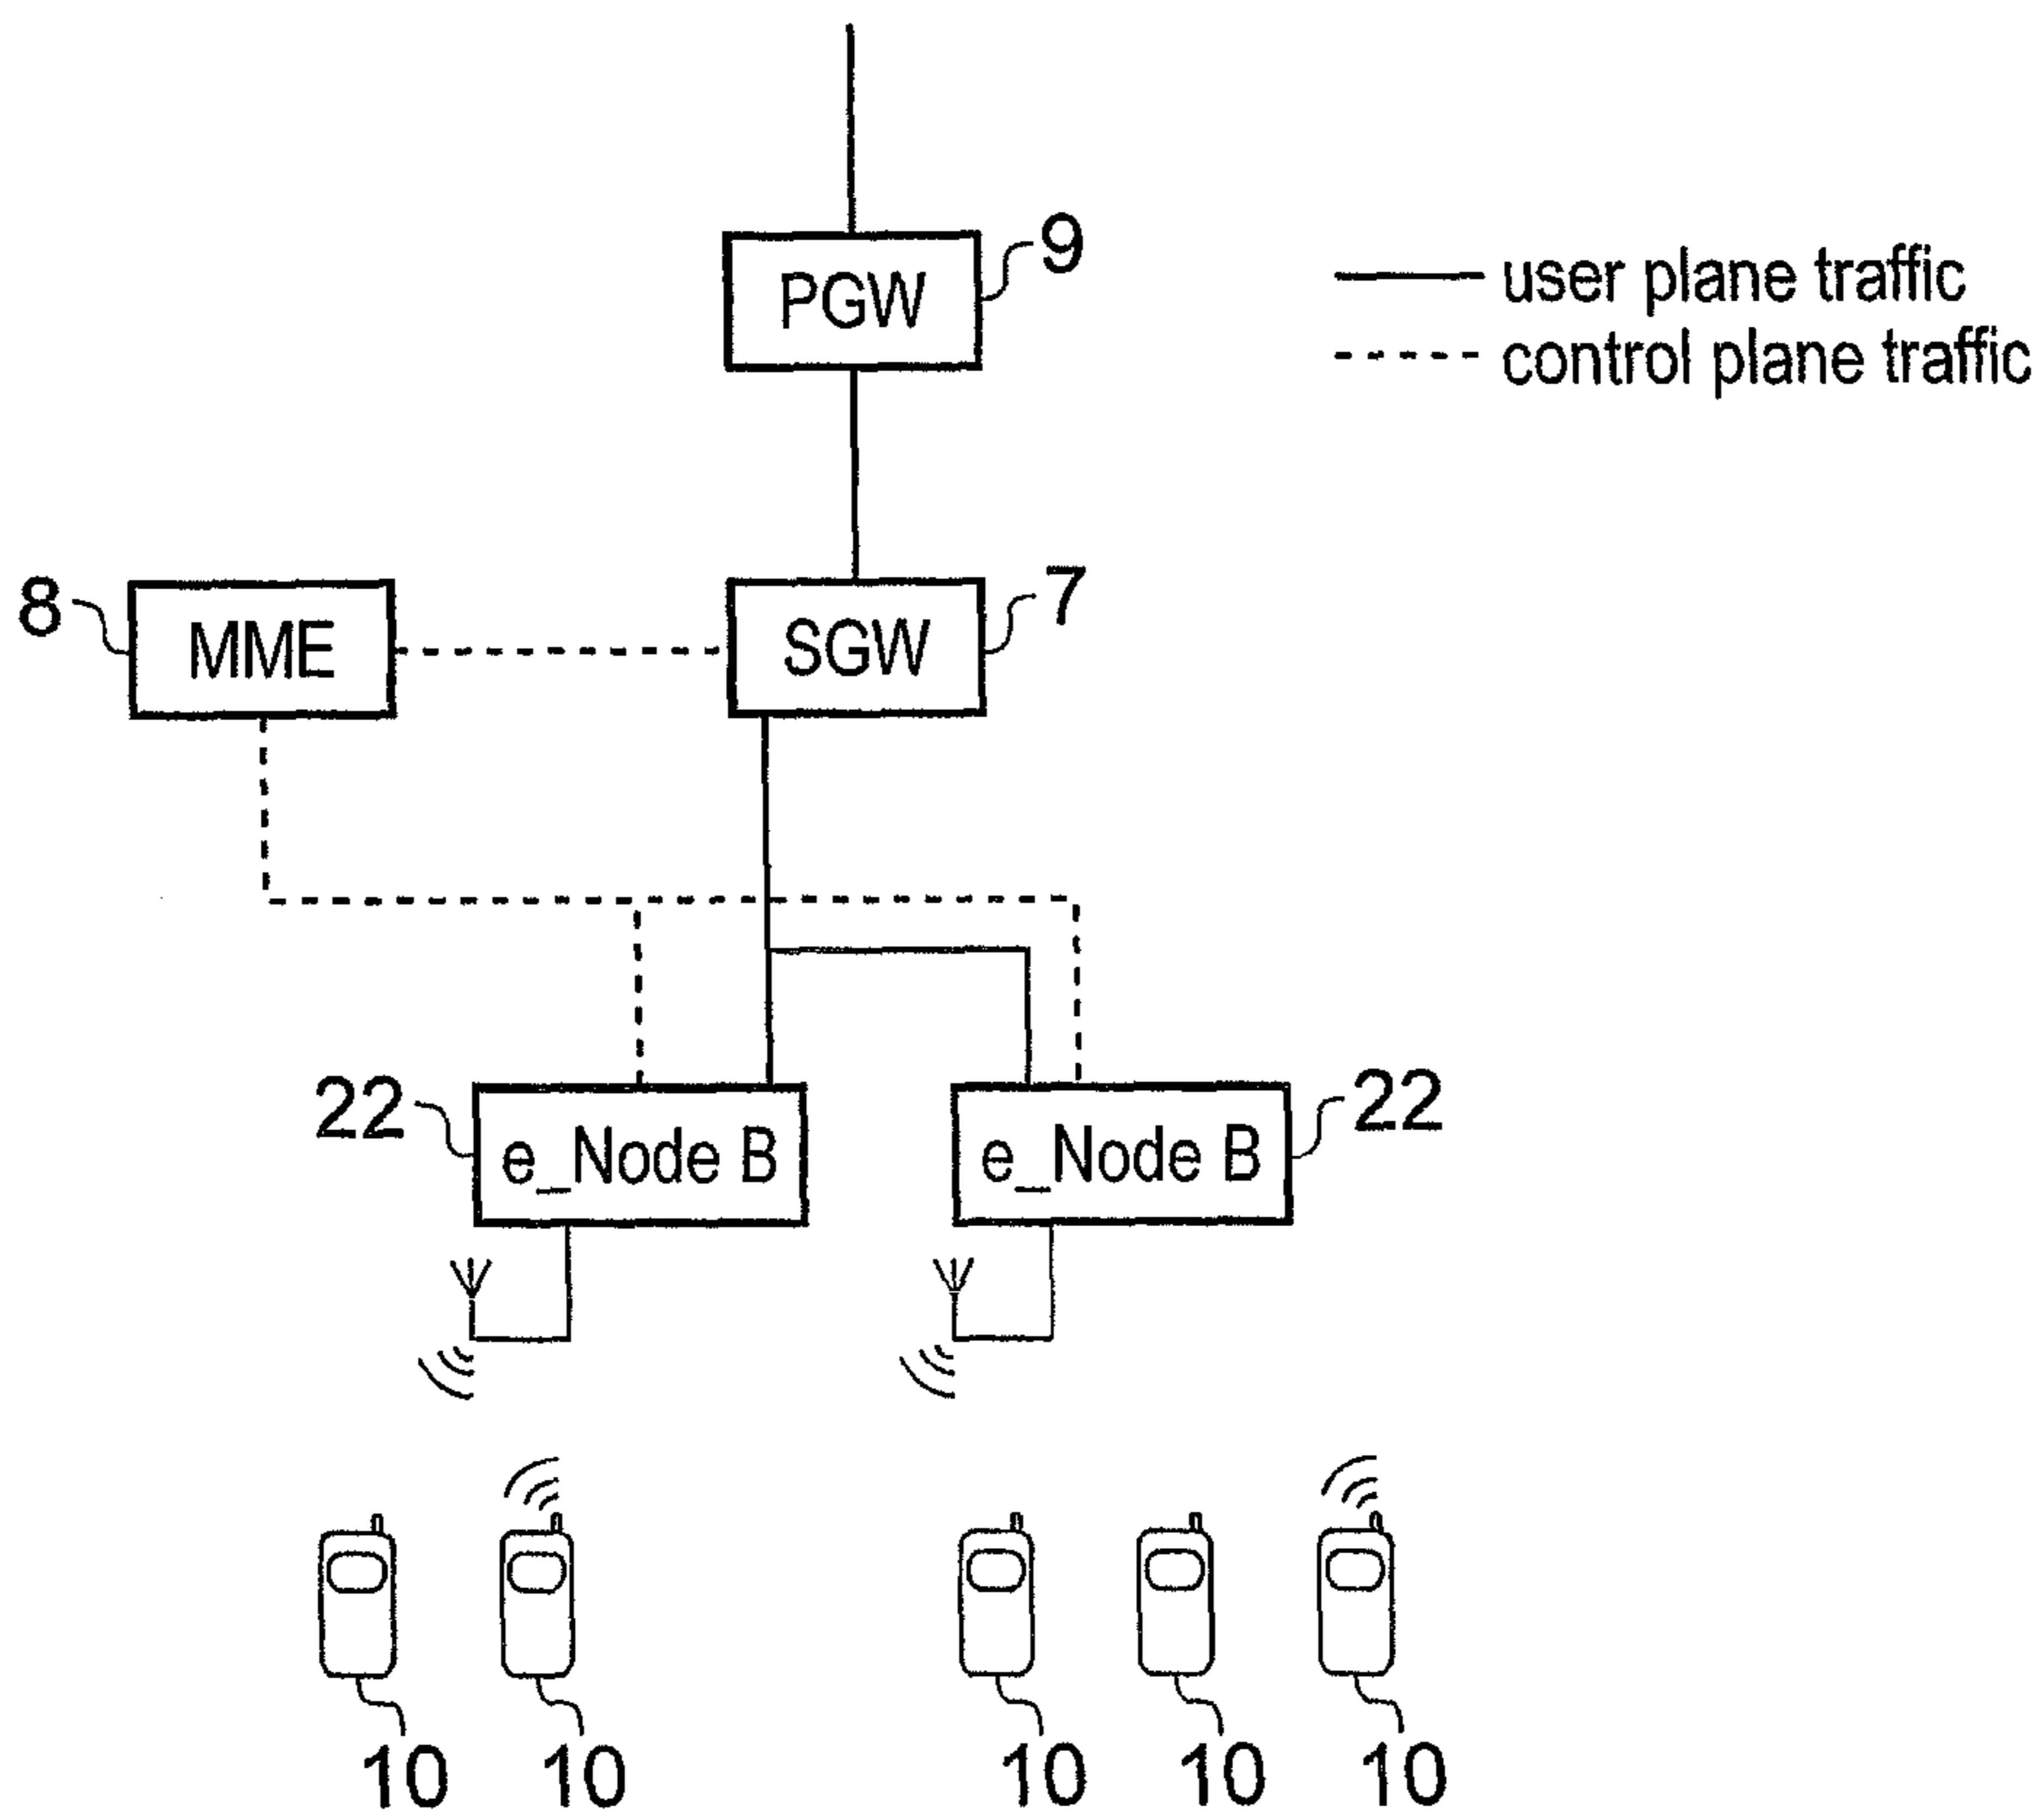 9
PGW
user plane traffic
control plane traffic
8
MME
SGW
7
22
e_Node B
e_Node B
22
10
10
10
10
10